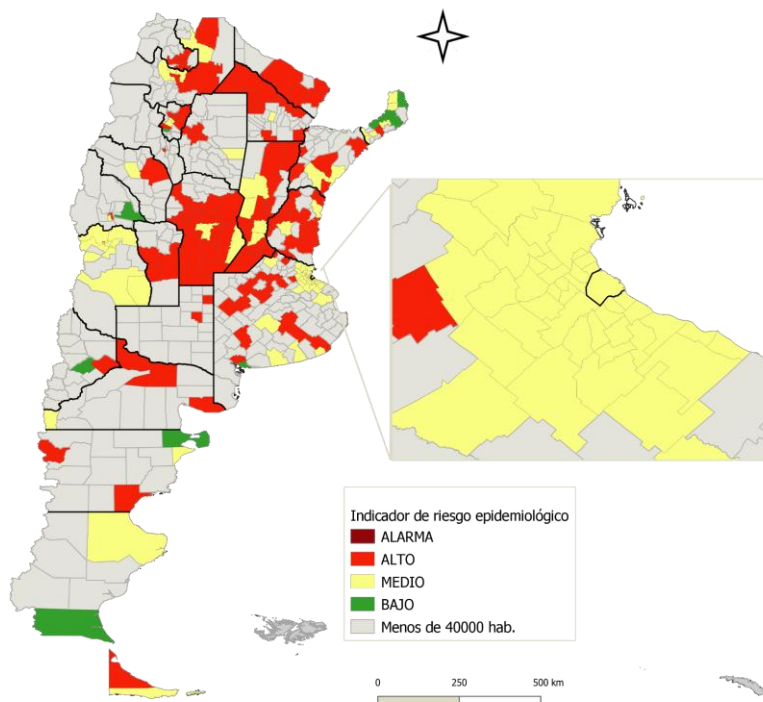 Indicador de riesgo epidemiológico
ALARMA
ALTO
MEDIO
BAJO
Menos de 40000 hab.
0 250 500 km